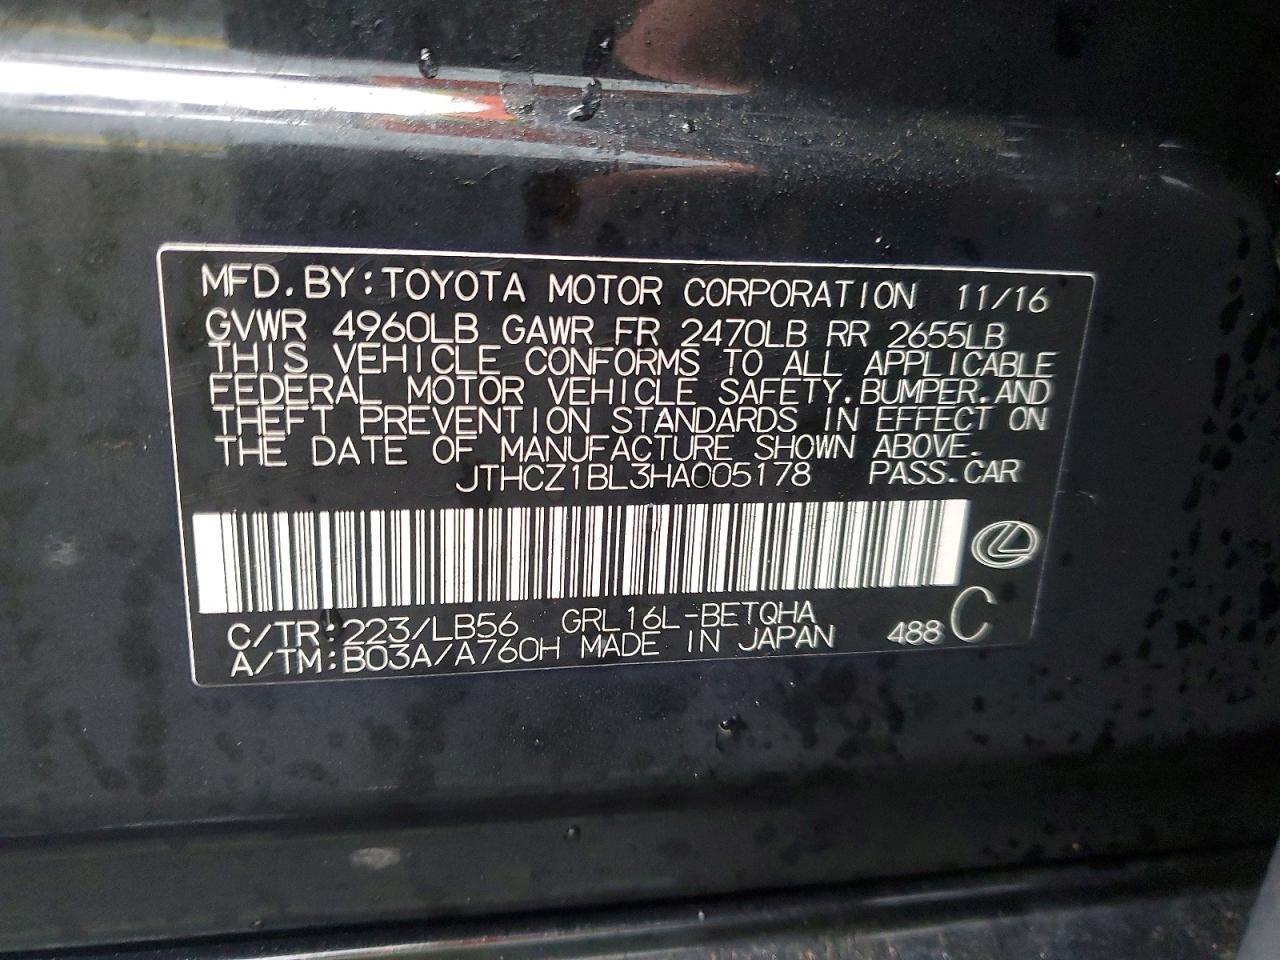 MFD. BY: TOYOTA MOTOR CORPORATION 11/16
GVWR 4960LB GAWR FR 2470LB RR 2655LB
THIS VEHICLE CONFORMS TO ALL APPLICABLE
FEDERAL MOTOR VEHICLE SAFETY, BUMPER, AND
THEFT PREVENTION STANDARDS IN EFFECT ON
THE DATE OF MANUFACTURE SHOWN ABOVE.
JTHCZ1BL3HA005178 PASS. CAR
C/TR: 223/LB56 GRL16L-BETQHA
A/TM: B03A/A760H MADE IN JAPAN 488 C